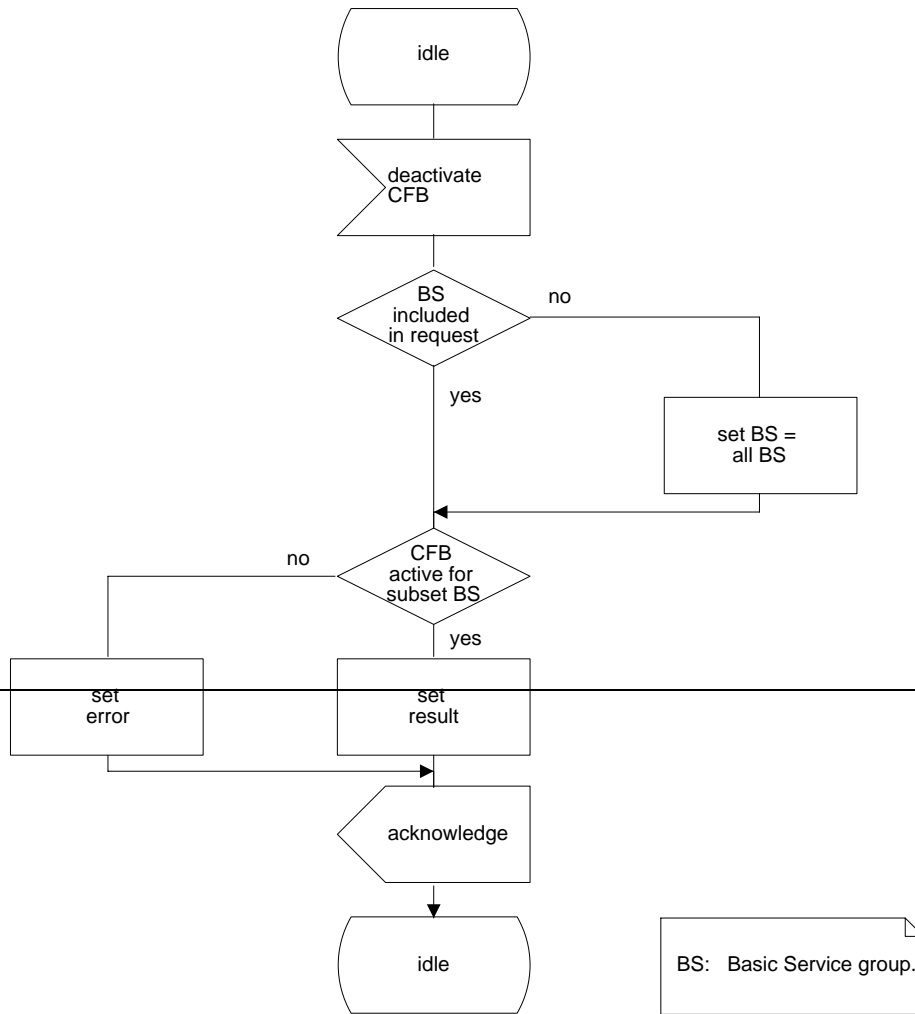 idle
deactivate
CFB
BS
included
in request
no
yes
set BS =
all BS
CFB
active for
subset BS
no
yes
set
error
set
result
acknowledge
idle
BS: Basic Service group.